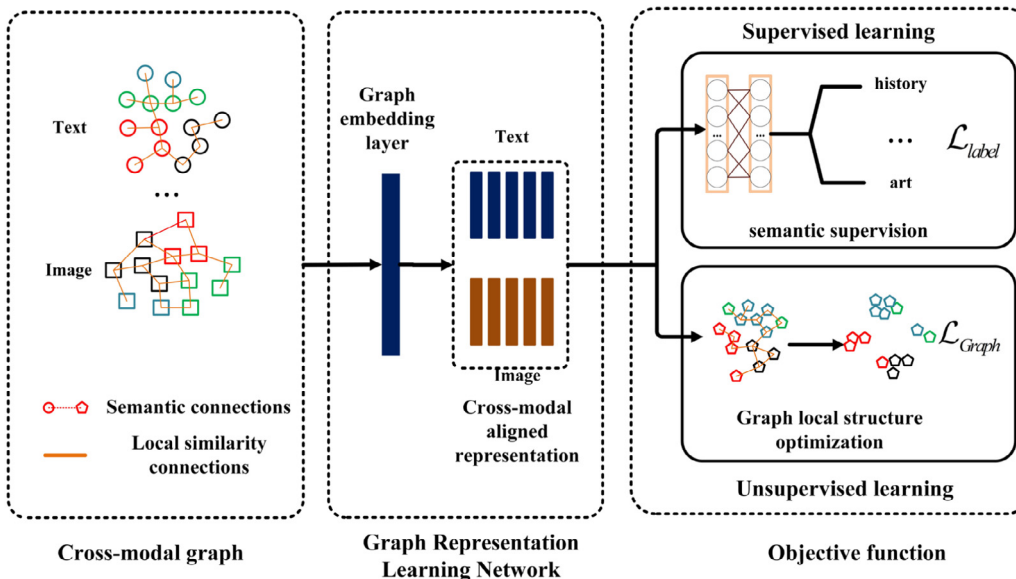 Text
...
Image
Semantic connections
Local similarity
connections
Cross-modal graph
Graph
embedding
layer
Text
Image
Cross-modal
aligned
representation
Graph Representation
Learning Network
Supervised learning
...
...
history
...
art
ℒlabel
semantic supervision
ℒGraph
Graph local structure
optimization
Unsupervised learning
Objective function